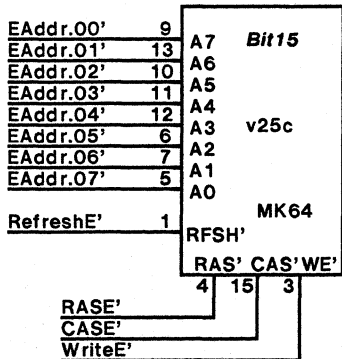 EAddr.00' 9 A7 Bit15
EAddr.01' 13 A6
EAddr.02' 10 A5
EAddr.03' 11 A4
EAddr.04' 12 A3 v25c
EAddr.05' 6 A2
EAddr.06' 7 A1
EAddr.07' 5 A0
MK64
RefreshE' 1 RFSH'
RAS' CAS' WE'
4 15 3
RASE'
CASE'
WriteE'